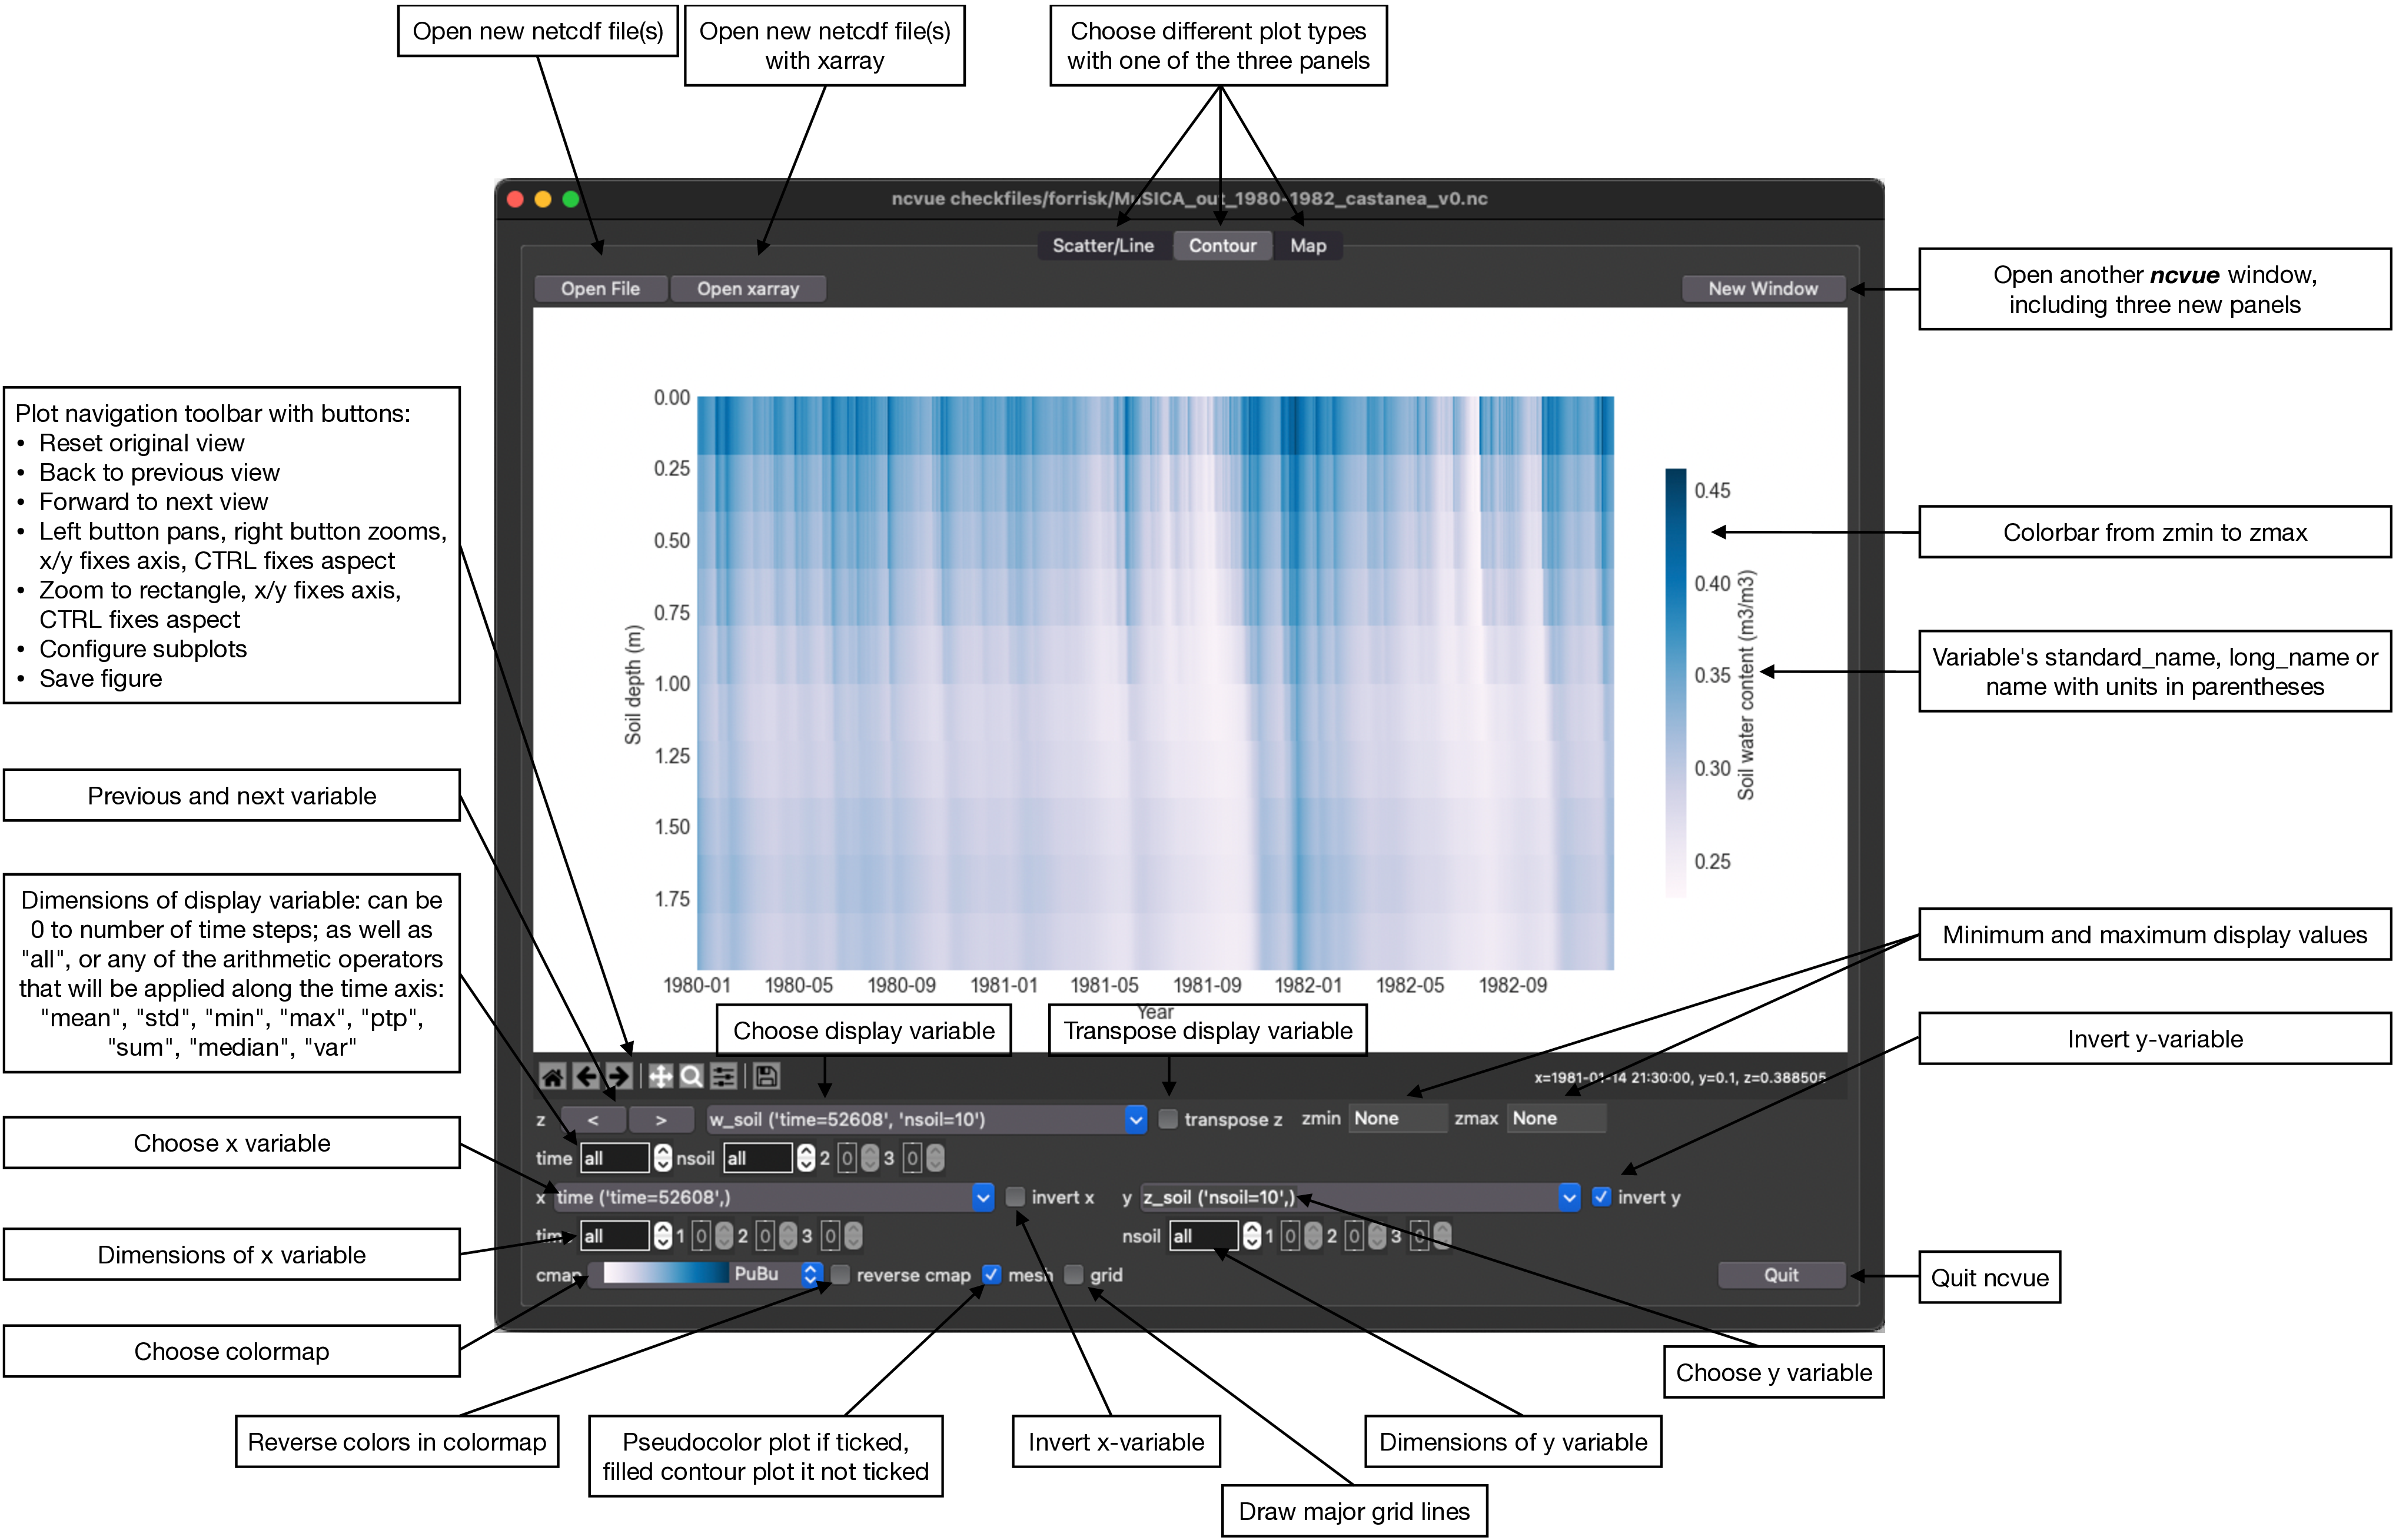 Open new netcdf file(s)
Open new netcdf file(s)
with xarray
Choose different plot types
with one of the three panels
ncvue checkfiles/forrisk/MuSICA_out_1980-1982_castanea_v0.nc
Scatter/Line
Contour
Map
Open File
Open xarray
New Window
Open another ncvue window,
including three new panels
Plot navigation toolbar with buttons:
• Reset original view
• Back to previous view
• Forward to next view
• Left button pans, right button zooms,
x/y fixes axis, CTRL fixes aspect
• Zoom to rectangle, x/y fixes axis,
CTRL fixes aspect
• Configure subplots
• Save figure
Previous and next variable
Dimensions of display variable: can be
0 to number of time steps; as well as
"all", or any of the arithmetic operators
that will be applied along the time axis:
"mean", "std", "min", "max", "ptp",
"sum", "median", "var"
Choose x variable
Dimensions of x variable
Choose colormap
0.00
0.25
0.50
0.75
1.00
1.25
1.50
1.75
Soil depth (m)
1980-01
1980-05
1980-09
1981-01
1981-05
1981-09
1982-01
1982-05
1982-09
Year
0.45
0.40
0.35
0.30
0.25
Soil water content (m3/m3)
Colorbar from zmin to zmax
Variable's standard_name, long_name or
name with units in parentheses
Minimum and maximum display values
Invert y-variable
Choose display variable
Transpose display variable
x=1981-01-14 21:30:00, y=0.1, z=0.388505
z < > w_soil ('time=52608', 'nsoil=10') transpose z zmin None zmax None
time all nsoil all 2 0 3 0
x time ('time=52608',) invert x y z_soil ('nsoil=10',) invert y
time all 1 0 2 0 3 0 nsoil all 1 0 2 0 3 0
cmap PuBu reverse cmap mesh grid
Quit
Quit ncvue
Choose y variable
Reverse colors in colormap
Pseudocolor plot if ticked,
filled contour plot it not ticked
Invert x-variable
Dimensions of y variable
Draw major grid lines